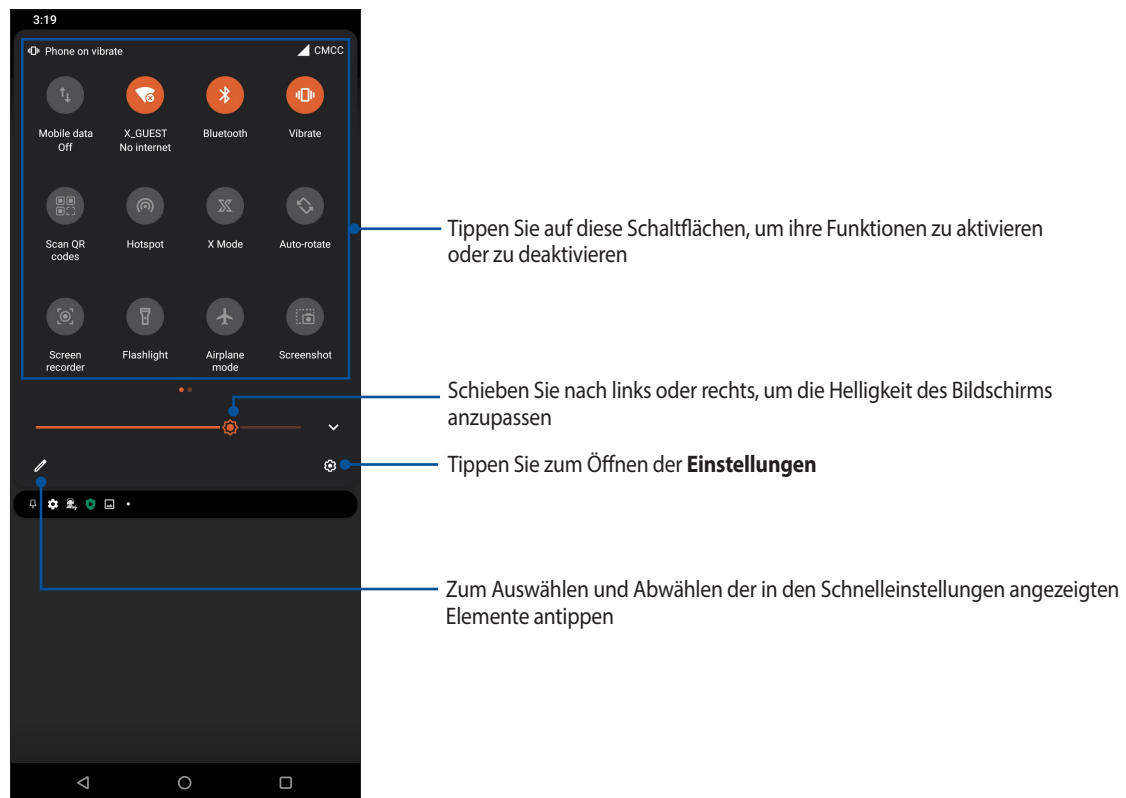 3:19
Phone on vibrate CMCC
Mobile data X_GUEST Bluetooth Vibrate
Off No internet
Scan QR Hotspot X Mode Auto-rotate
codes
Tippen Sie auf diese Schaltflächen, um ihre Funktionen zu aktivieren
oder zu deaktivieren
Screen Flashlight Airplane Screenshot
recorder mode
Schieben Sie nach links oder rechts, um die Helligkeit des Bildschirms
anzupassen
Tippen Sie zum Öffnen der Einstellungen
Zum Auswählen und Abwählen der in den Schnelleinstellungen angezeigten
Elemente antippen